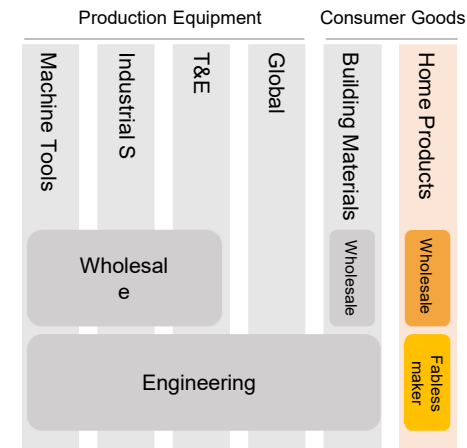 Production Equipment
Consumer Goods
Machine Tools
Industrial S
T&E
Global
Building Materials
Home Products
Wholesal
e
Wholesale
Wholesale
Engineering
Fabless
maker